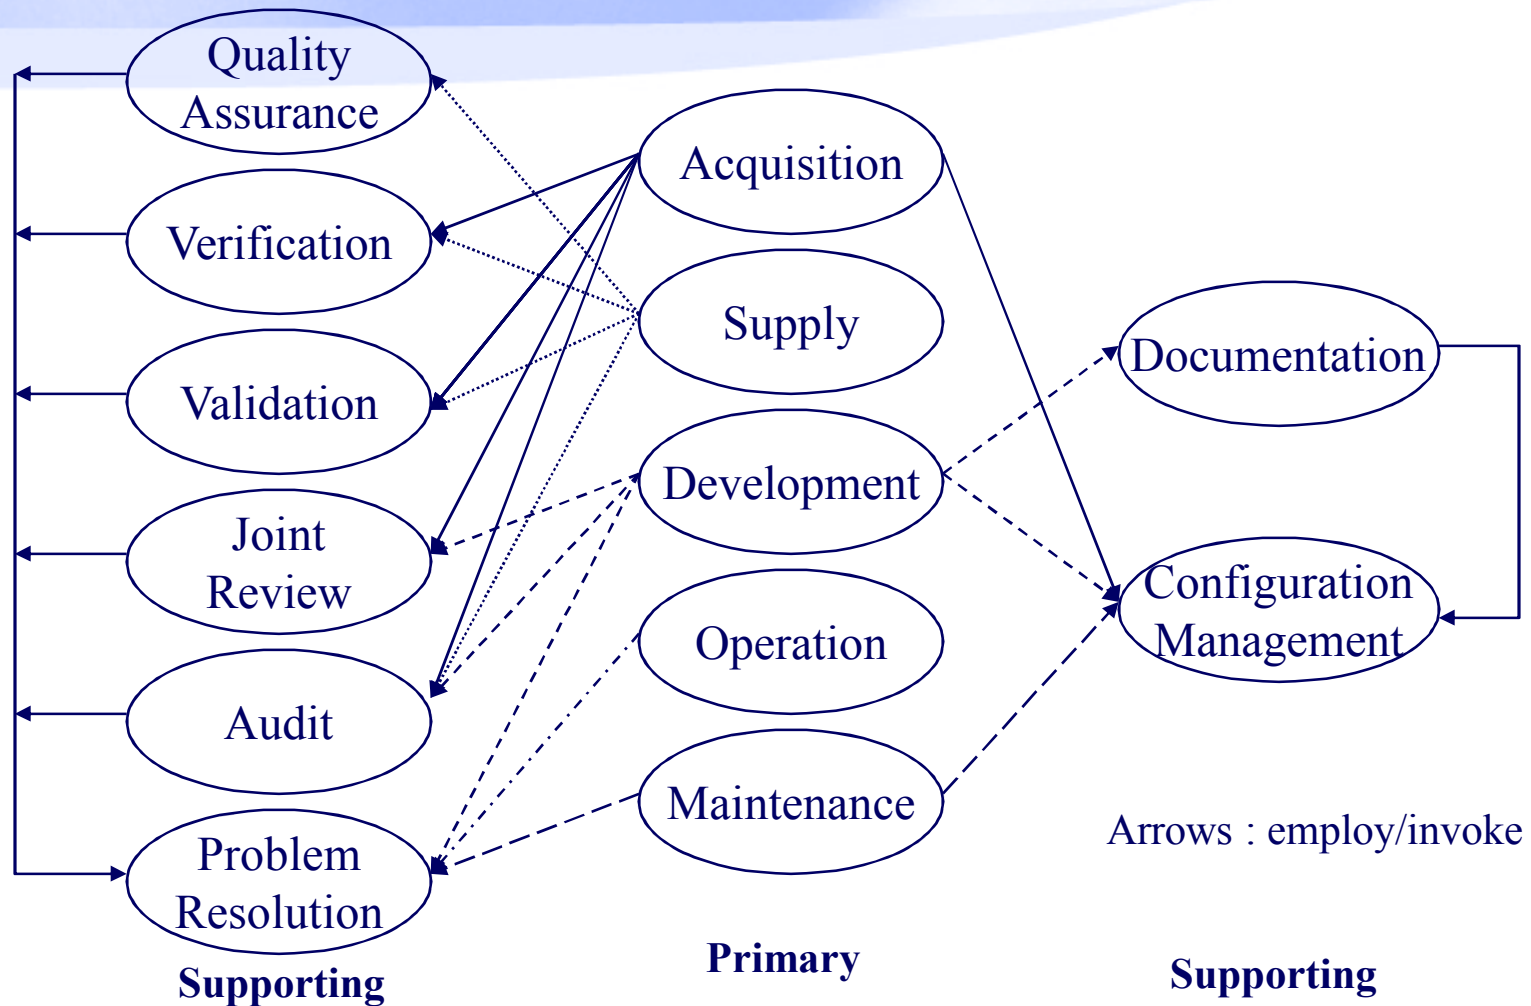 Quality
Assurance
Verification
Validation
Joint
Review
Audit
Problem
Resolution
Supporting
Acquisition
Supply
Development
Operation
Maintenance
Primary
Documentation
Configuration
Management
Arrows : employ/invoke
Supporting